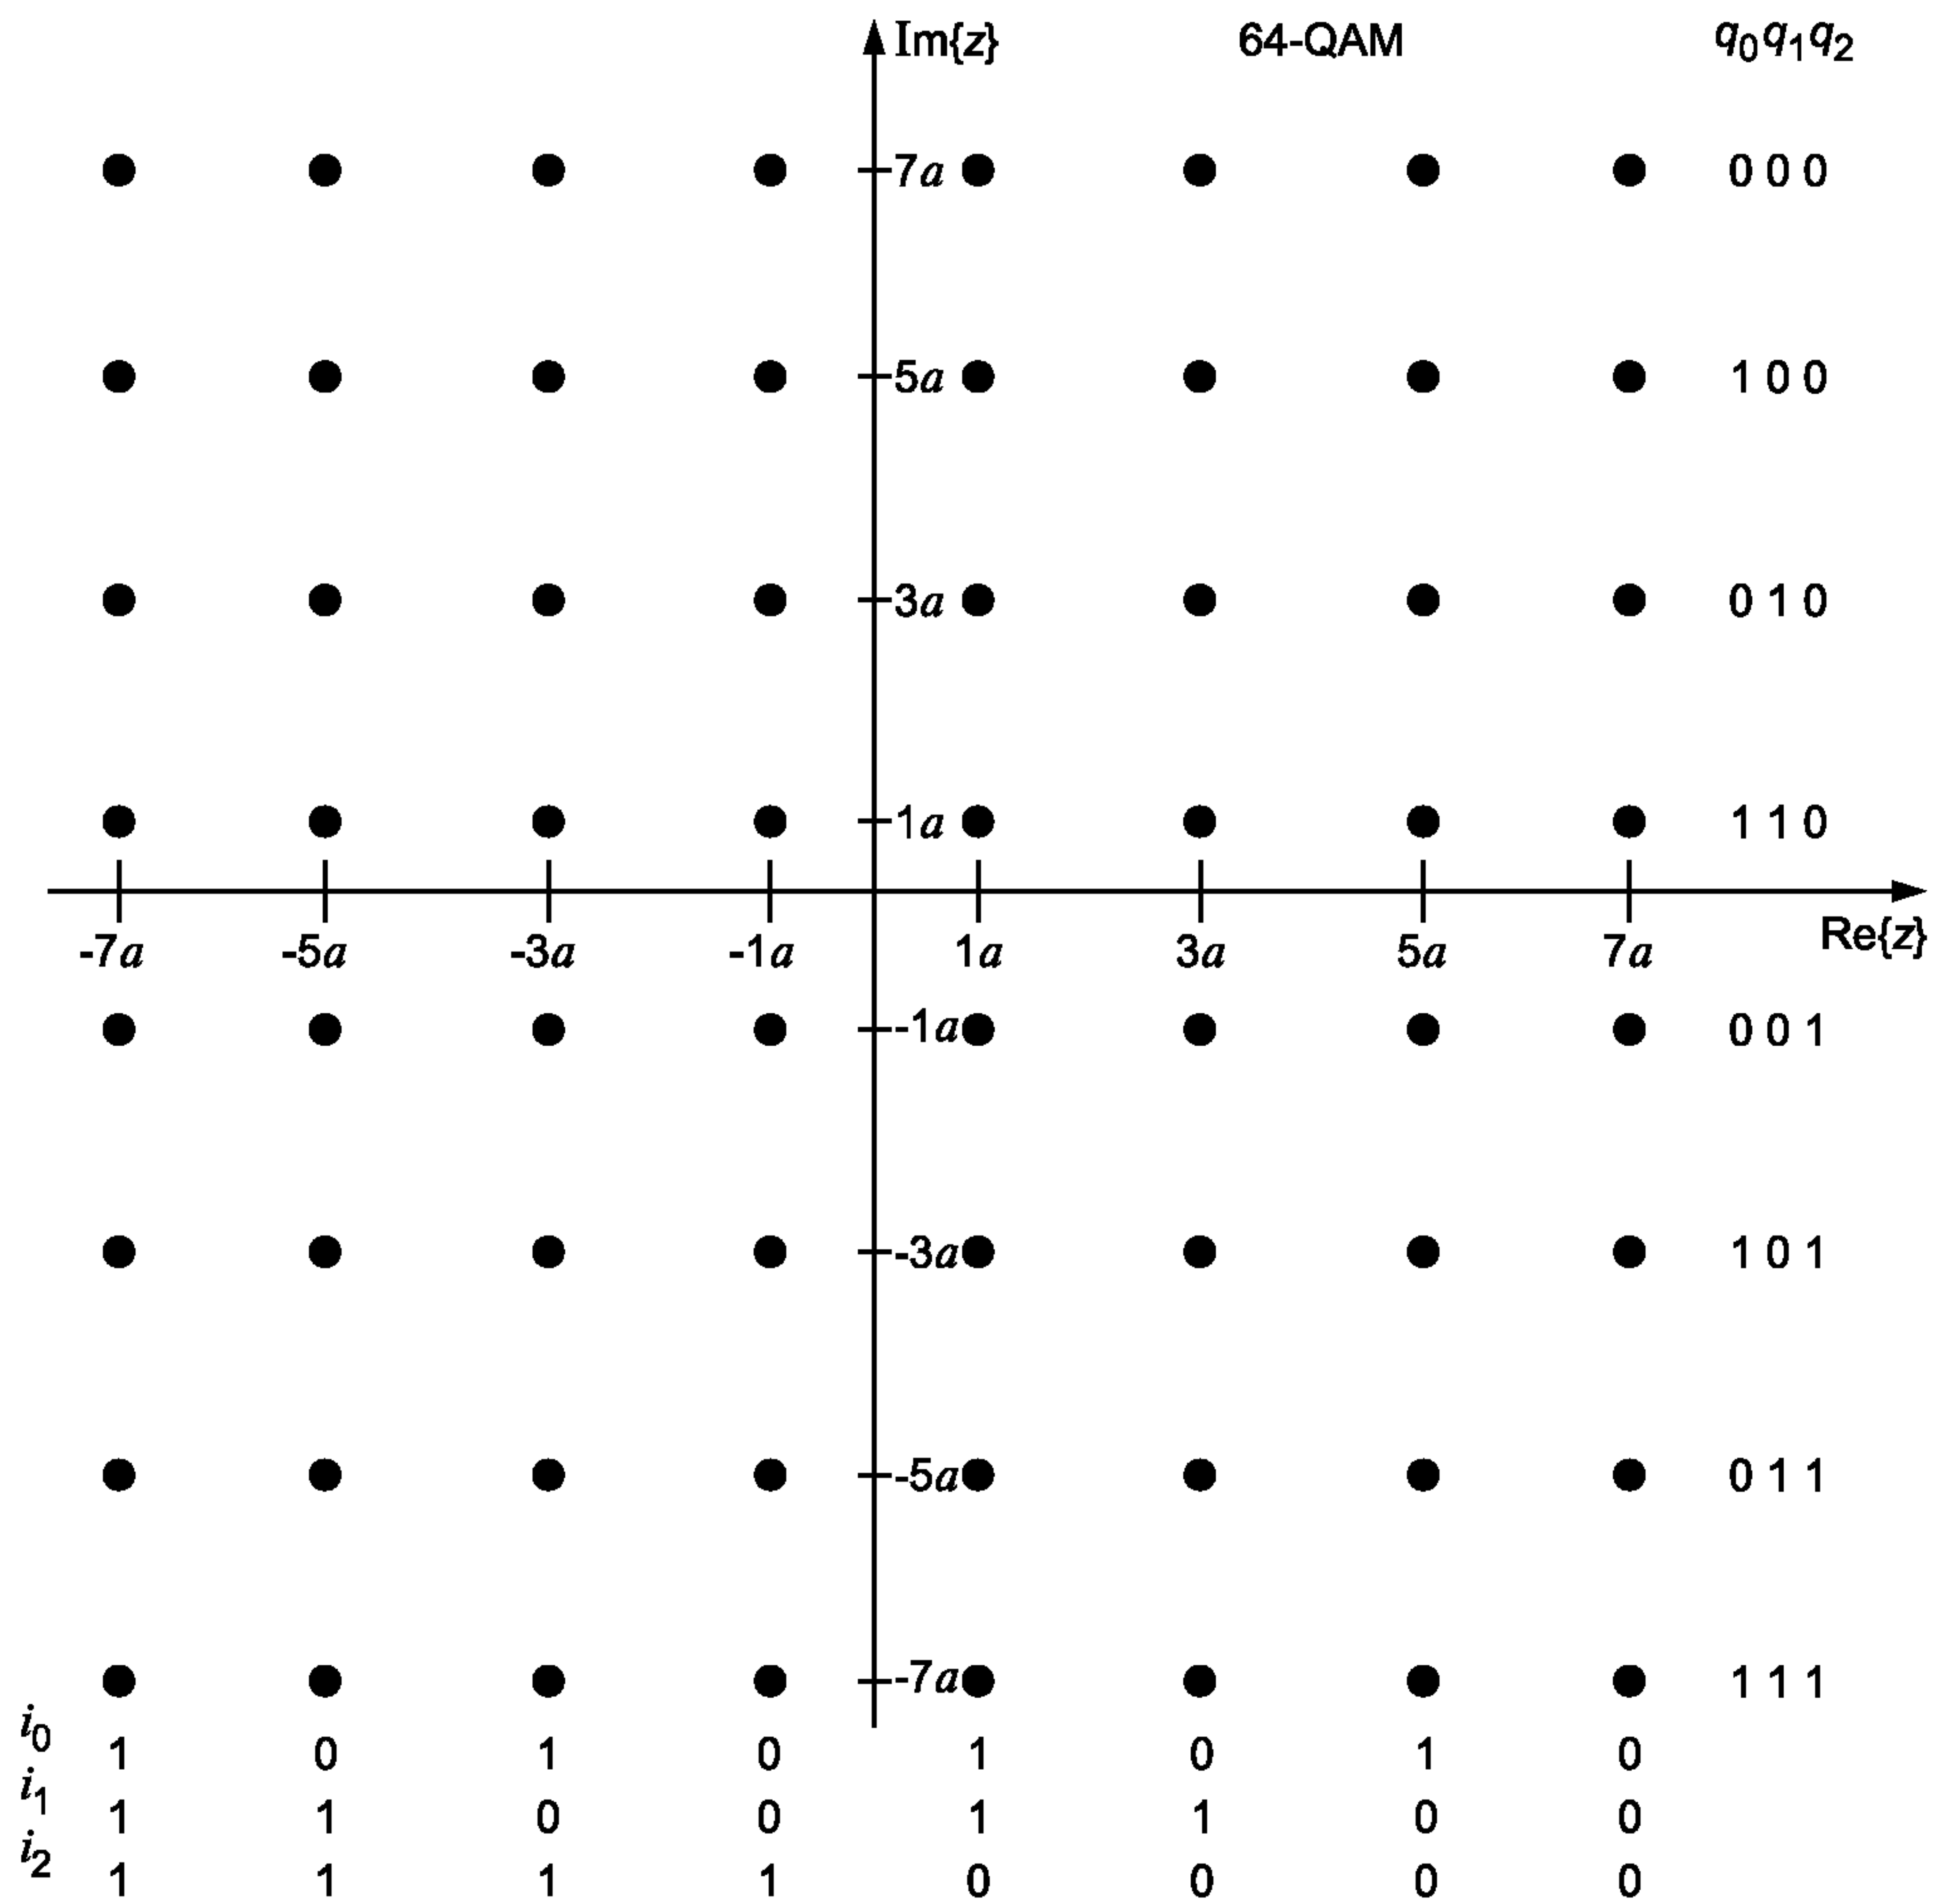 Im{z} 64-QAM q0 q1 q2
7a 0 0 0
5a 1 0 0
3a 0 1 0
1a 1 1 0
-7a -5a -3a -1a 1a 3a 5a 7a Re{z}
-1a 0 0 1
-3a 1 0 1
-5a 0 1 1
-7a 1 1 1
i0 1 0 1 0 1 0 1 0
i1 1 1 0 0 1 1 0 0
i2 1 1 1 1 0 0 0 0